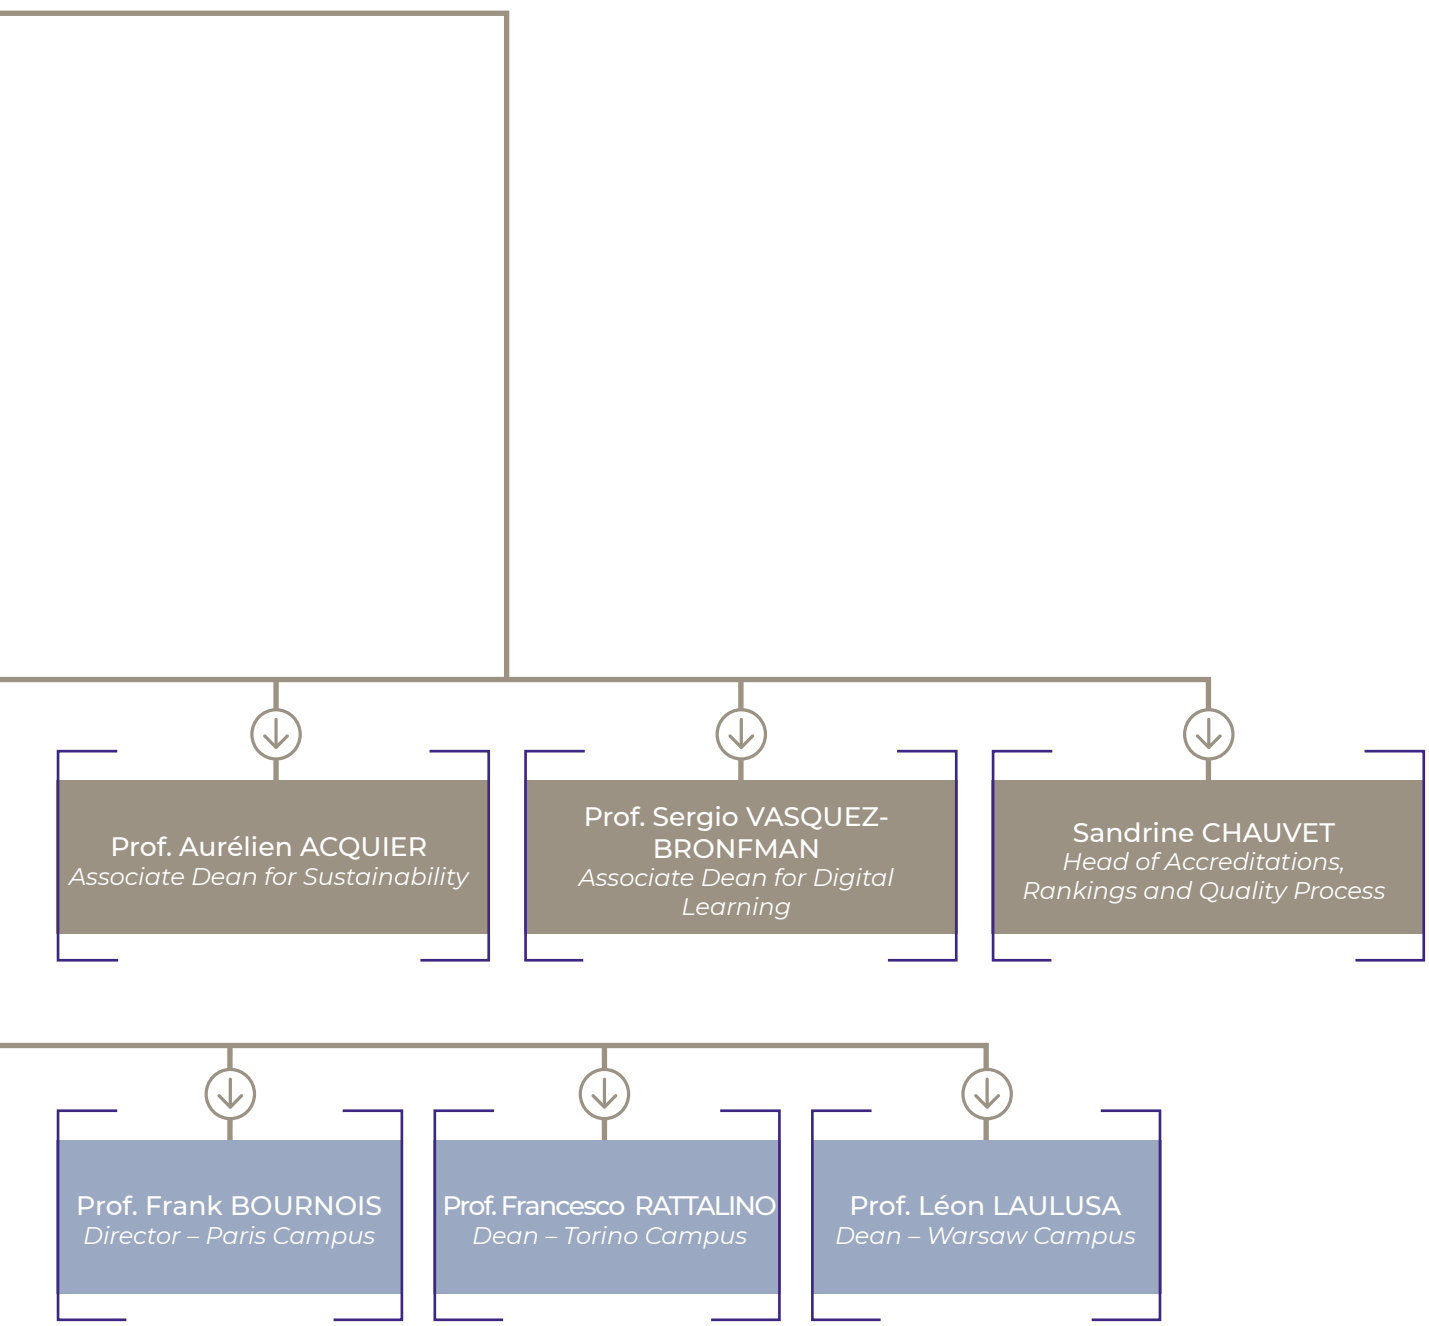 Prof. Aurélien ACQUIER
Associate Dean for Sustainability
Prof. Sergio VASQUEZ-
BRONFMAN
Associate Dean for Digital
Learning
Sandrine CHAUVET
Head of Accreditations,
Rankings and Quality Process
Prof. Frank BOURNOIS
Director – Paris Campus
Prof. Francesco RATTALINO
Dean – Torino Campus
Prof. Léon LAULUSA
Dean – Warsaw Campus